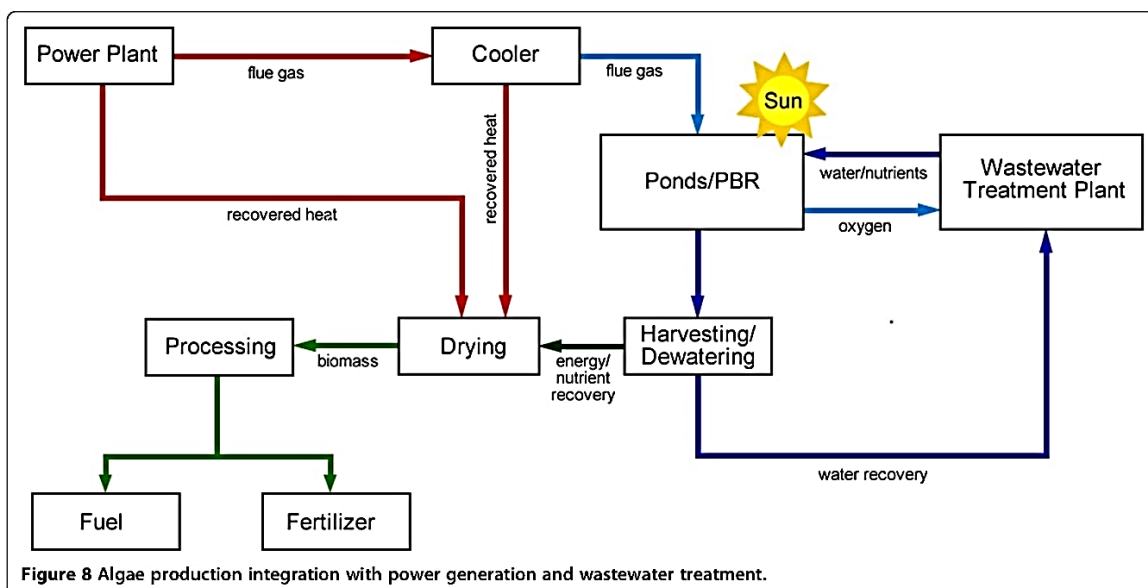 Power Plant
flue gas
Cooler
flue gas
Sun
recovered heat
recovered heat
Ponds/PBR
water/nutrients
oxygen
Wastewater
Treatment Plant
Processing
biomass
Drying
energy/
nutrient
recovery
Harvesting/
Dewatering
water recovery
Fuel
Fertilizer
Figure 8 Algae production integration with power generation and wastewater treatment.